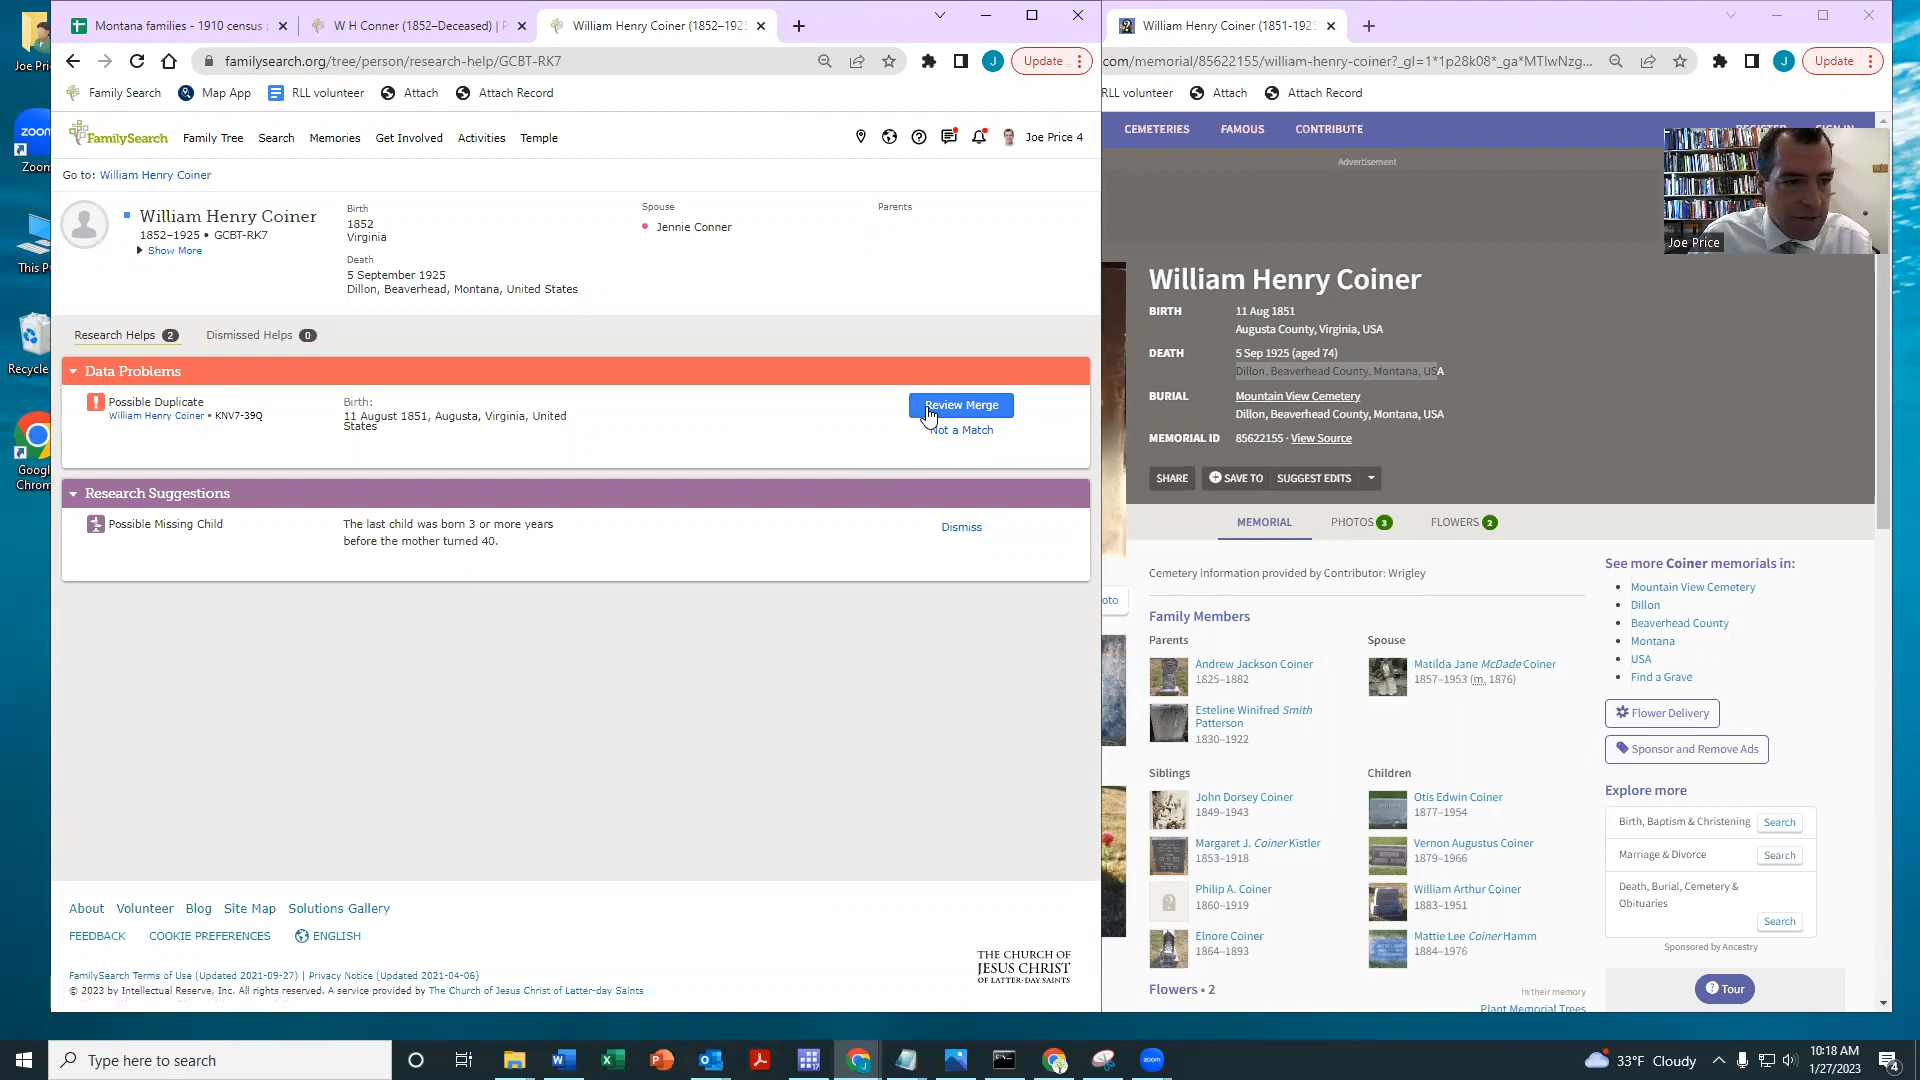 Joe Pric
zoom
Zoom
This P
Recycle
Googl
Chrom
Montana families - 1910 census
W H Conner (1852–Deceased) | P
William Henry Coiner (1852–192
familysearch.org/tree/person/research-help/GCBT-RK7
Update
Family Search
Map App
RLL volunteer
Attach
Attach Record
FamilySearch
Family Tree
Search
Memories
Get Involved
Activities
Temple
Joe Price 4
Go to: William Henry Coiner
William Henry Coiner
1852–1925 • GCBT-RK7
Show More
Birth
1852
Virginia
Death
5 September 1925
Dillon, Beaverhead, Montana, United States
Spouse
Jennie Conner
Parents
Research Helps 2
Dismissed Helps 0
Data Problems
Possible Duplicate
William Henry Coiner • KNV7-39Q
Birth:
11 August 1851, Augusta, Virginia, United
States
Review Merge
Not a Match
Research Suggestions
Possible Missing Child
The last child was born 3 or more years
before the mother turned 40.
Dismiss
About Volunteer Blog Site Map Solutions Gallery
FEEDBACK COOKIE PREFERENCES ENGLISH
FamilySearch Terms of Use (Updated 2021-09-27) | Privacy Notice (Updated 2021-04-06)
© 2023 by Intellectual Reserve, Inc. All rights reserved. A service provided by The Church of Jesus Christ of Latter-day Saints
THE CHURCH OF
JESUS CHRIST
OF LATTER-DAY SAINTS
William Henry Coiner (1851-192
com/memorial/85622155/william-henry-coiner?_gl=1*1p28k08*_ga*MTIwNzg...
Update
RLL volunteer
Attach
Attach Record
CEMETERIES
FAMOUS
CONTRIBUTE
REGISTER
SIGN IN
Advertisement
Joe Price
William Henry Coiner
BIRTH 11 Aug 1851
Augusta County, Virginia, USA
DEATH 5 Sep 1925 (aged 74)
Dillon, Beaverhead County, Montana, USA
BURIAL Mountain View Cemetery
Dillon, Beaverhead County, Montana, USA
MEMORIAL ID 85622155 · View Source
SHARE
SAVE TO
SUGGEST EDITS
MEMORIAL
PHOTOS 3
FLOWERS 2
Cemetery information provided by Contributor: Wrigley
oto
Family Members
Parents
Andrew Jackson Coiner
1825–1882
Esteline Winifred Smith
Patterson
1830–1922
Spouse
Matilda Jane McDade Coiner
1857–1953 (m. 1876)
Siblings
John Dorsey Coiner
1849–1943
Margaret J. Coiner Kistler
1853–1918
Philip A. Coiner
1860–1919
Elnore Coiner
1864–1893
Children
Otis Edwin Coiner
1877–1954
Vernon Augustus Coiner
1879–1966
William Arthur Coiner
1883–1951
Mattie Lee Coiner Hamm
1884–1976
Flowers • 2
In their memory
Plant Memorial Trees
See more Coiner memorials in:
Mountain View Cemetery
Dillon
Beaverhead County
Montana
USA
Find a Grave
Flower Delivery
Sponsor and Remove Ads
Explore more
Birth, Baptism & Christening Search
Marriage & Divorce Search
Death, Burial, Cemetery &
Obituaries
Search
Sponsored by Ancestry
Tour
Type here to search
33°F Cloudy
10:18 AM
1/27/2023
4